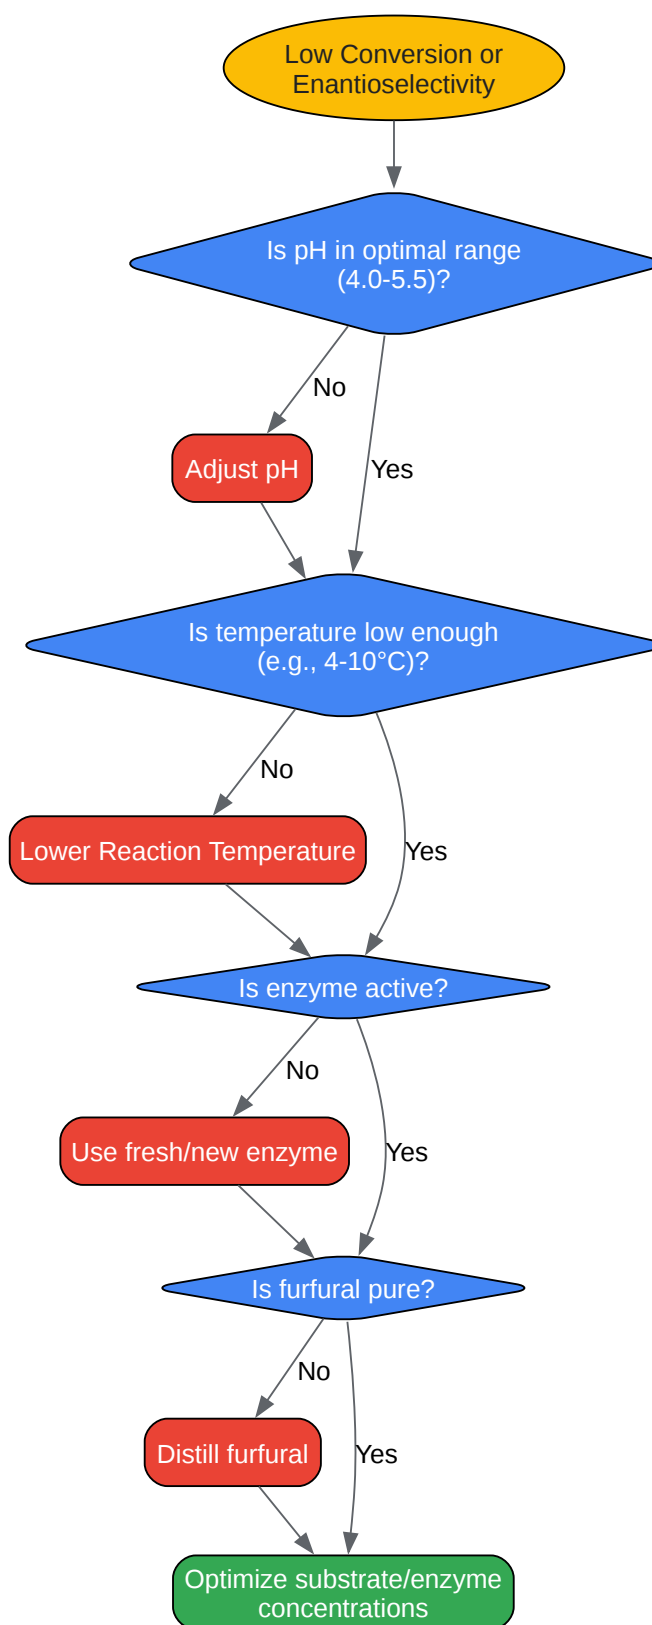 Low Conversion or
Enantioselectivity
Is pH in optimal range
(4.0-5.5)?
No
Adjust pH
Yes
Is temperature low enough
(e.g., 4-10°C)?
No
Lower Reaction Temperature
Yes
Is enzyme active?
No
Use fresh/new enzyme
Yes
Is furfural pure?
No
Distill furfural
Yes
Optimize substrate/enzyme
concentrations